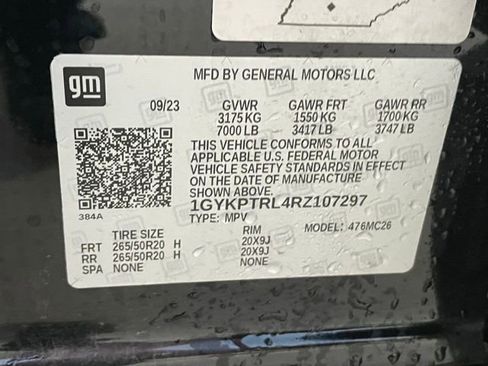 gm
MFD BY GENERAL MOTORS LLC
09/23 GVWR GAWR FRT GAWR RR
3175 KG 1550 KG 1700 KG
7000 LB 3417 LB 3747 LB
THIS VEHICLE CONFORMS TO ALL
APPLICABLE U.S. FEDERAL MOTOR
VEHICLE SAFETY STANDARDS IN EFFECT
ON THE DATE OF MANUFACTURE
SHOWN ABOVE.
384A
1GYKPTRL4RZ107297
TYPE: MPV MODEL: 476MC26
TIRE SIZE RIM
FRT 265/50R20 H 20X9J
RR 265/50R20 H 20X9J
SPA NONE NONE